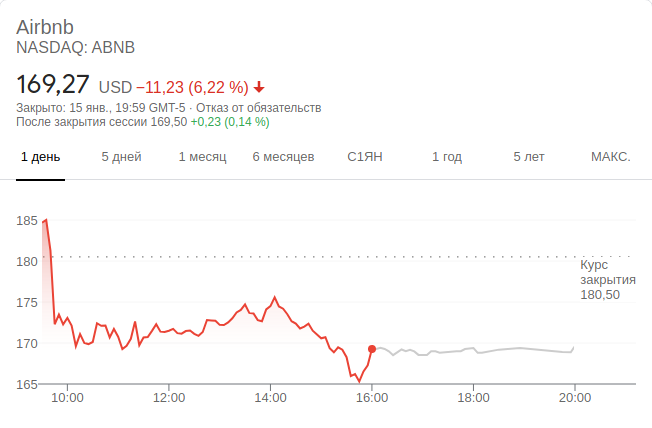 Airbnb
NASDAQ: ABNB
169,27 USD −11,23 (6,22 %)
Закрыто: 15 янв., 19:59 GMT-5 · Отказ от обязательств
После закрытия сессии 169,50 +0,23 (0,14 %)
1 день 5 дней 1 месяц 6 месяцев С1ЯН 1 год 5 лет МАКС.
185
180
Курс
закрытия
180,50
175
170
165
10:00 12:00 14:00 16:00 18:00 20:00